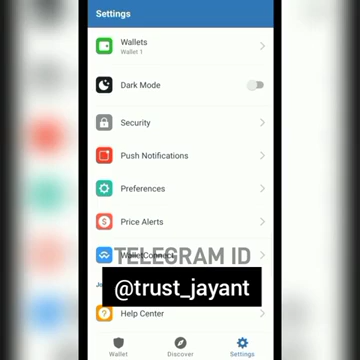 Settings
Wallets
Wallet 1
Dark Mode
Security
Push Notifications
Preferences
Price Alerts
WalletConnect
TELEGRAM ID
@trust_jayant
Help Center
Wallet
Discover
Settings